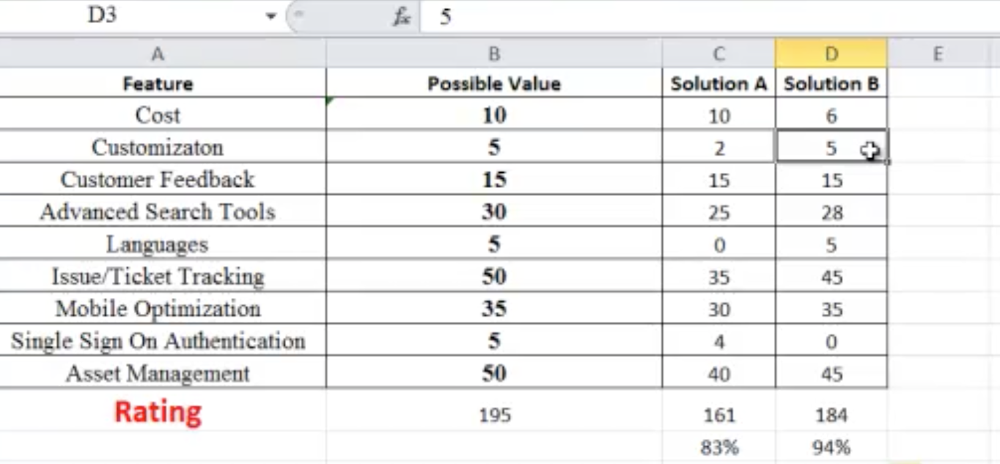 D3 fx 5
A B C D E
Feature Possible Value Solution A Solution B
Cost 10 10 6
Customizaton 5 2 5
Customer Feedback 15 15 15
Advanced Search Tools 30 25 28
Languages 5 0 5
Issue/Ticket Tracking 50 35 45
Mobile Optimization 35 30 35
Single Sign On Authentication 5 4 0
Asset Management 50 40 45
Rating 195 161 184
83% 94%